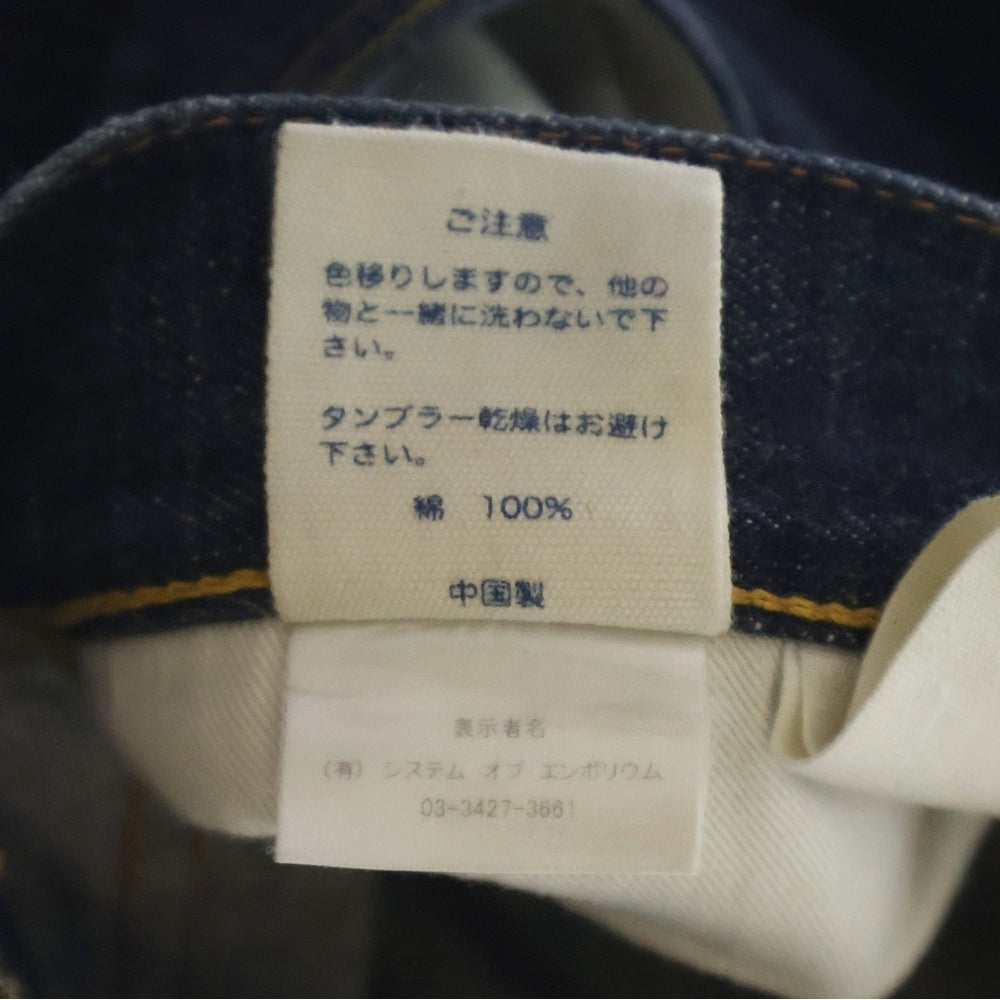 ご注意
色移りしますので、他の
物と一緒に洗わないで下
さい。
タンブラー乾燥はお避け
下さい。
綿 100%
中国製
表示者名
(有) システム オブ エンポリウム
03-3427-3661